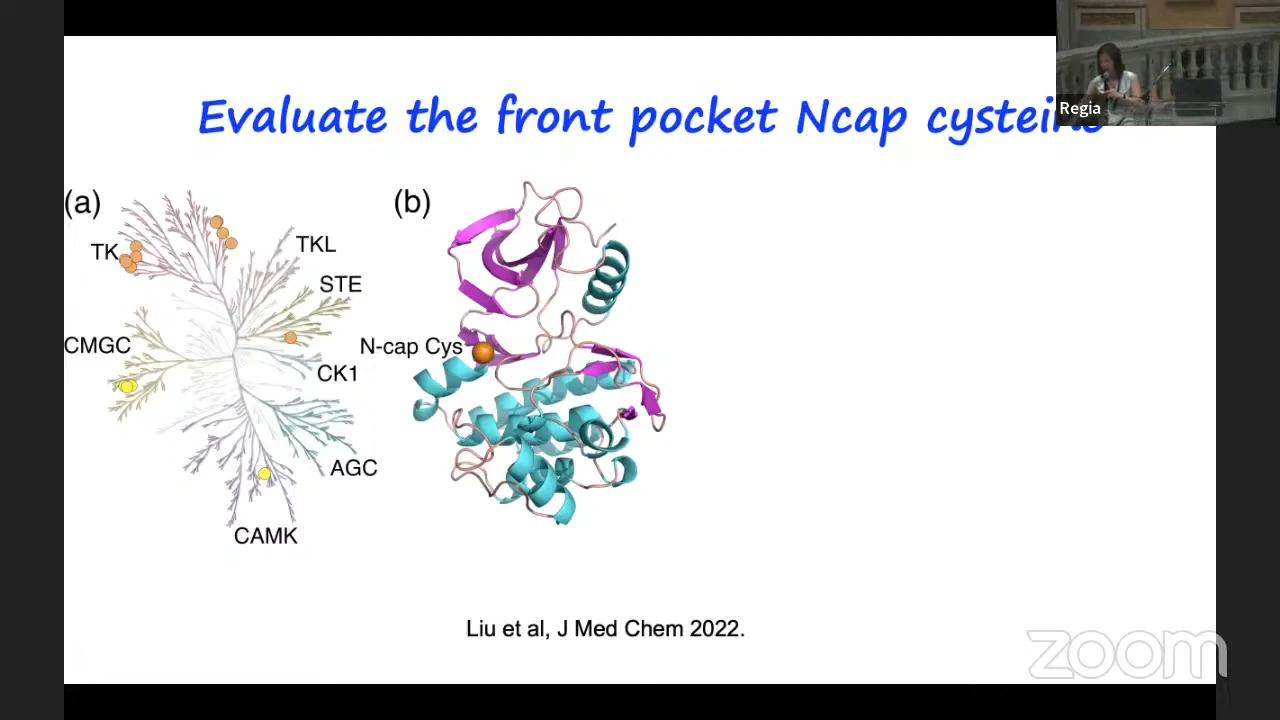 Evaluate the front pocket Ncap
Regia
(a)
(b)
TK
TKL
STE
CMGC
N-cap Cys
CK1
AGC
CAMK
Liu et al, J Med Chem 2022.
zoom